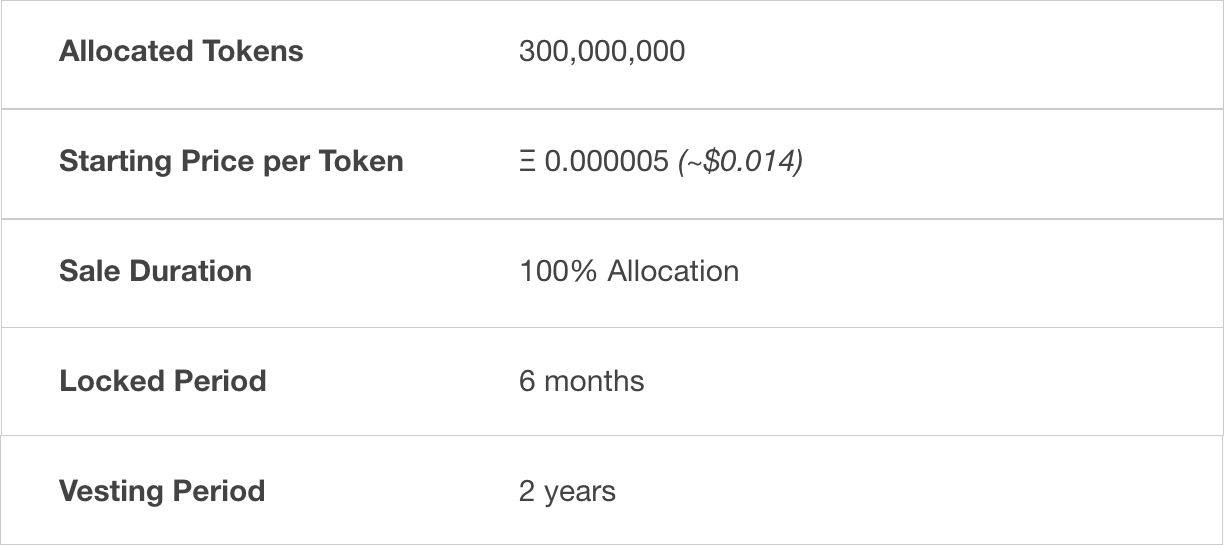 Allocated Tokens 300,000,000
Starting Price per Token Ξ 0.000005 (~$0.014)
Sale Duration 100% Allocation
Locked Period 6 months
Vesting Period 2 years